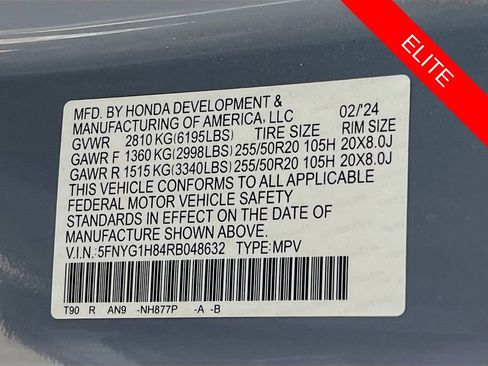 ELITE
MFD. BY HONDA DEVELOPMENT &
MANUFACTURING OF AMERICA, LLC 02/'24
GVWR 2810 KG(6195LBS) TIRE SIZE RIM SIZE
GAWR F 1360 KG(2998LBS) 255/50R20 105H 20X8.0J
GAWR R 1515 KG(3340LBS) 255/50R20 105H 20X8.0J
THIS VEHICLE CONFORMS TO ALL APPLICABLE
FEDERAL MOTOR VEHICLE SAFETY
STANDARDS IN EFFECT ON THE DATE OF
MANUFACTURE SHOWN ABOVE.
V.I.N.:5FNYG1H84RB048632 TYPE:MPV
T90 R AN9 -NH877P -A -B